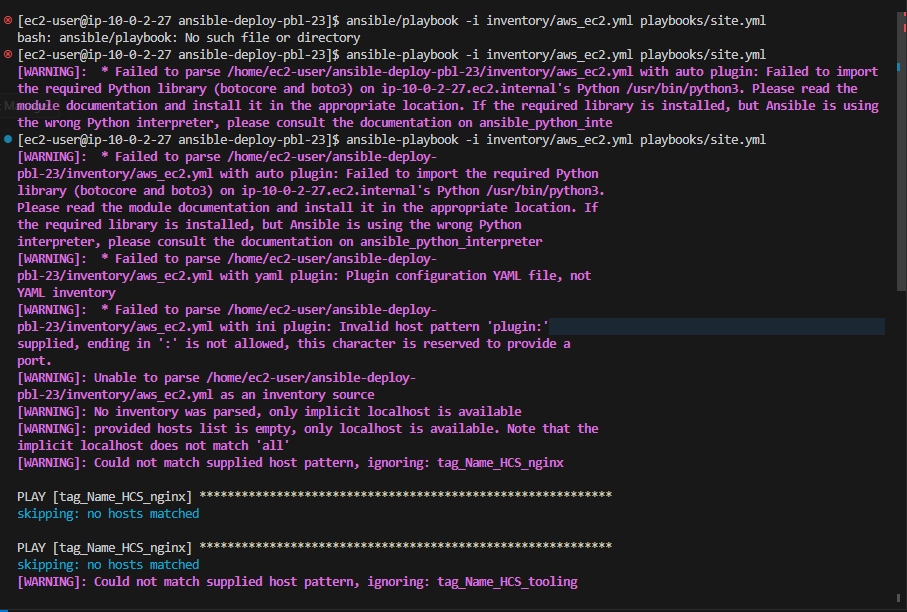 [ec2-user@ip-10-0-2-27 ansible-deploy-pbl-23]$ ansible/playbook -i inventory/aws_ec2.yml playbooks/site.yml
bash: ansible/playbook: No such file or directory
[ec2-user@ip-10-0-2-27 ansible-deploy-pbl-23]$ ansible-playbook -i inventory/aws_ec2.yml playbooks/site.yml
[WARNING]:  * Failed to parse /home/ec2-user/ansible-deploy-pbl-23/inventory/aws_ec2.yml with auto plugin: Failed to import
the required Python library (botocore and boto3) on ip-10-0-2-27.ec2.internal's Python /usr/bin/python3. Please read the
module documentation and install it in the appropriate location. If the required library is installed, but Ansible is using
the wrong Python interpreter, please consult the documentation on ansible_python_inte
[ec2-user@ip-10-0-2-27 ansible-deploy-pbl-23]$ ansible-playbook -i inventory/aws_ec2.yml playbooks/site.yml
[WARNING]:  * Failed to parse /home/ec2-user/ansible-deploy-
pbl-23/inventory/aws_ec2.yml with auto plugin: Failed to import the required Python
library (botocore and boto3) on ip-10-0-2-27.ec2.internal's Python /usr/bin/python3.
Please read the module documentation and install it in the appropriate location. If
the required library is installed, but Ansible is using the wrong Python
interpreter, please consult the documentation on ansible_python_interpreter
[WARNING]:  * Failed to parse /home/ec2-user/ansible-deploy-
pbl-23/inventory/aws_ec2.yml with yaml plugin: Plugin configuration YAML file, not
YAML inventory
[WARNING]:  * Failed to parse /home/ec2-user/ansible-deploy-
pbl-23/inventory/aws_ec2.yml with ini plugin: Invalid host pattern 'plugin:'
supplied, ending in ':' is not allowed, this character is reserved to provide a
port.
[WARNING]: Unable to parse /home/ec2-user/ansible-deploy-
pbl-23/inventory/aws_ec2.yml as an inventory source
[WARNING]: No inventory was parsed, only implicit localhost is available
[WARNING]: provided hosts list is empty, only localhost is available. Note that the
implicit localhost does not match 'all'
[WARNING]: Could not match supplied host pattern, ignoring: tag_Name_HCS_nginx
PLAY [tag_Name_HCS_nginx] ***********************************************************
skipping: no hosts matched
PLAY [tag_Name_HCS_nginx] ***********************************************************
skipping: no hosts matched
[WARNING]: Could not match supplied host pattern, ignoring: tag_Name_HCS_tooling